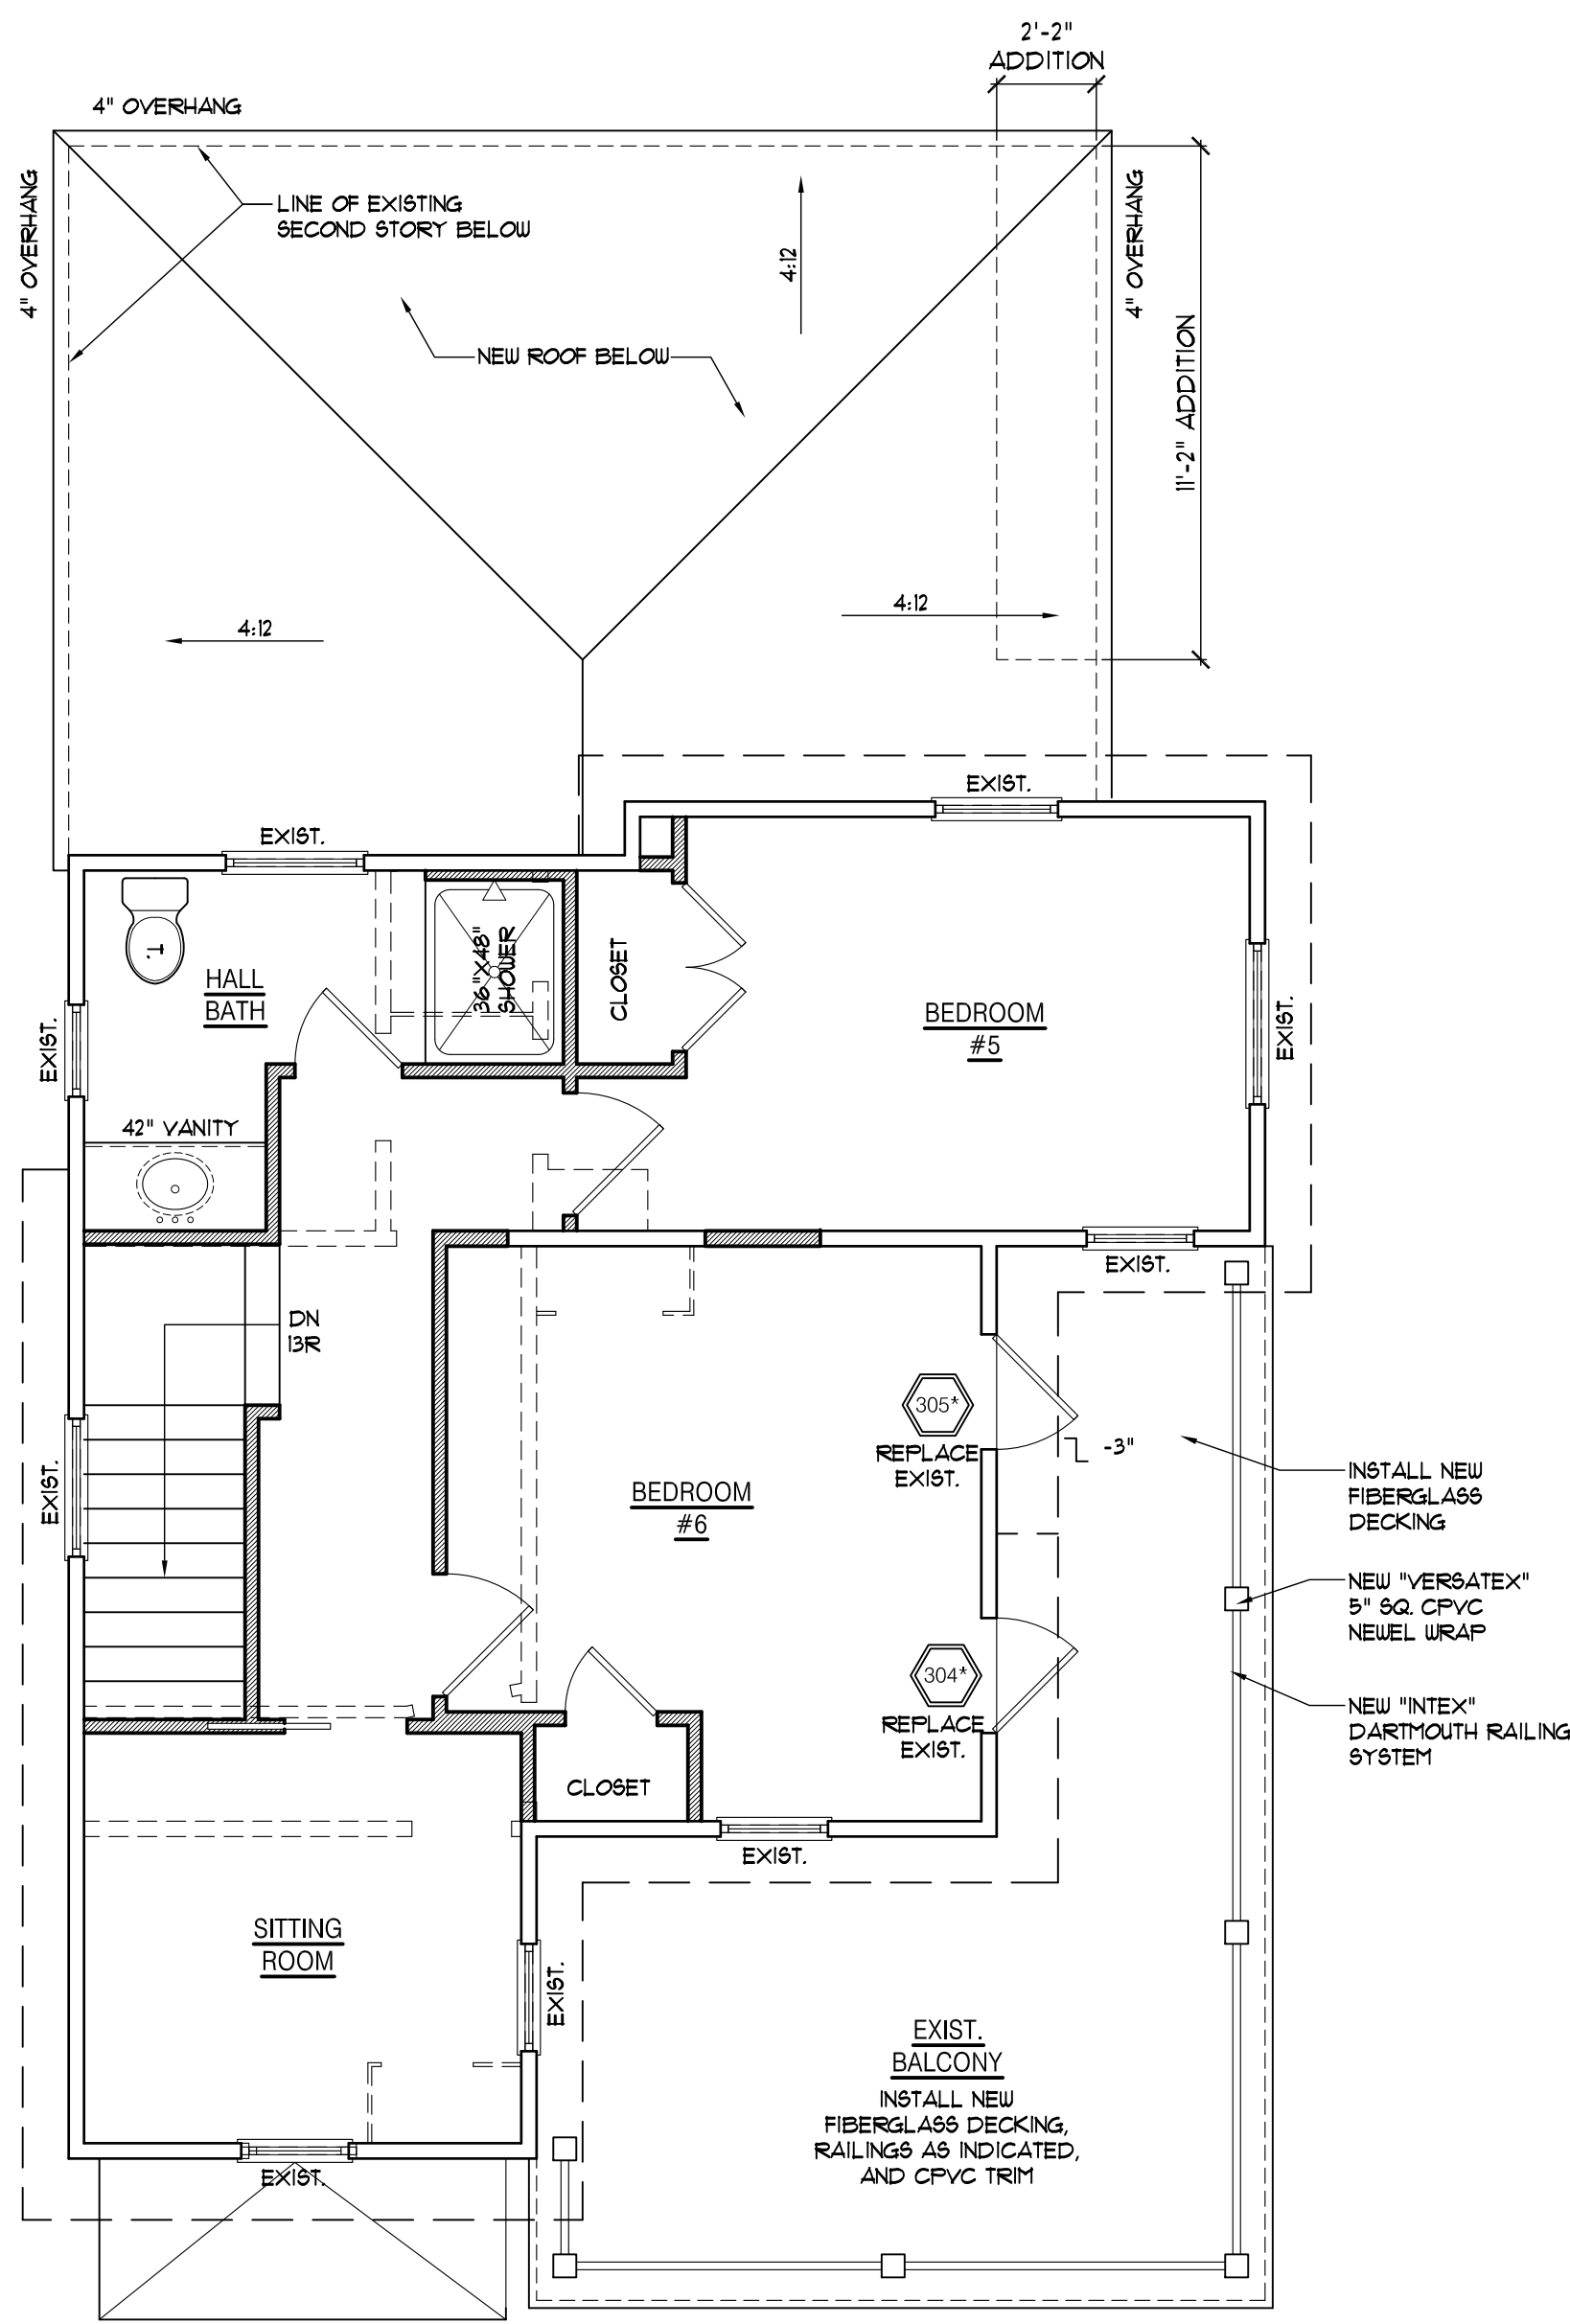 2'-2"
ADDITION
4" OVERHANG
4" OVERHANG
LINE OF EXISTING
SECOND STORY BELOW
4:12
4" OVERHANG
11'-2" ADDITION
NEW ROOF BELOW
4:12
4:12
EXIST.
EXIST.
T.
HALL
BATH
36"X48"
SHOWER
CLOSET
BEDROOM
#5
EXIST.
EXIST.
42" VANITY
EXIST.
DN
13R
305*
REPLACE
EXIST.
-3"
INSTALL NEW
FIBERGLASS
DECKING
EXIST.
BEDROOM
#6
NEW "VERSATEX"
5" SQ. CPVC
NEWEL WRAP
304*
REPLACE
EXIST.
NEW "INTEX"
DARTMOUTH RAILING
SYSTEM
CLOSET
EXIST.
SITTING
ROOM
EXIST.
EXIST.
BALCONY
INSTALL NEW
FIBERGLASS DECKING,
RAILINGS AS INDICATED,
AND CPVC TRIM
EXIST.